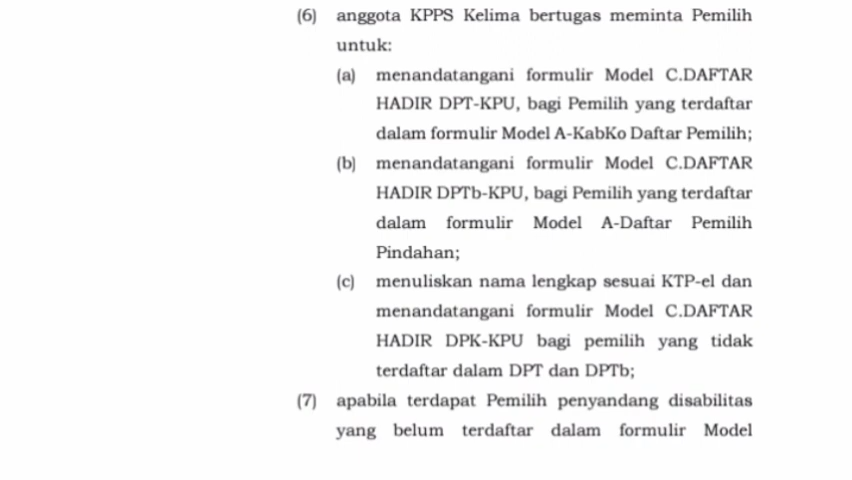 (6) anggota KPPS Kelima bertugas meminta Pemilih
untuk:
(a) menandatangani formulir Model C.DAFTAR
HADIR DPT-KPU, bagi Pemilih yang terdaftar
dalam formulir Model A-KabKo Daftar Pemilih;
(b) menandatangani formulir Model C.DAFTAR
HADIR DPTb-KPU, bagi Pemilih yang terdaftar
dalam formulir Model A-Daftar Pemilih
Pindahan;
(c) menuliskan nama lengkap sesuai KTP-el dan
menandatangani formulir Model C.DAFTAR
HADIR DPK-KPU bagi pemilih yang tidak
terdaftar dalam DPT dan DPTb;
(7) apabila terdapat Pemilih penyandang disabilitas
yang belum terdaftar dalam formulir Model